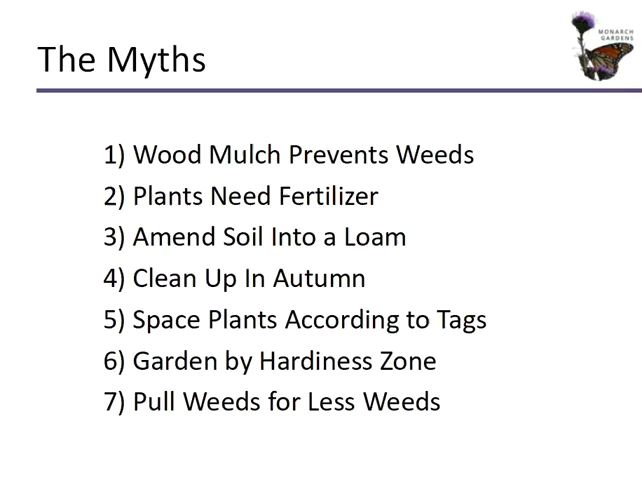 MONARCH
GARDENS
The Myths
1) Wood Mulch Prevents Weeds
2) Plants Need Fertilizer
3) Amend Soil Into a Loam
4) Clean Up In Autumn
5) Space Plants According to Tags
6) Garden by Hardiness Zone
7) Pull Weeds for Less Weeds